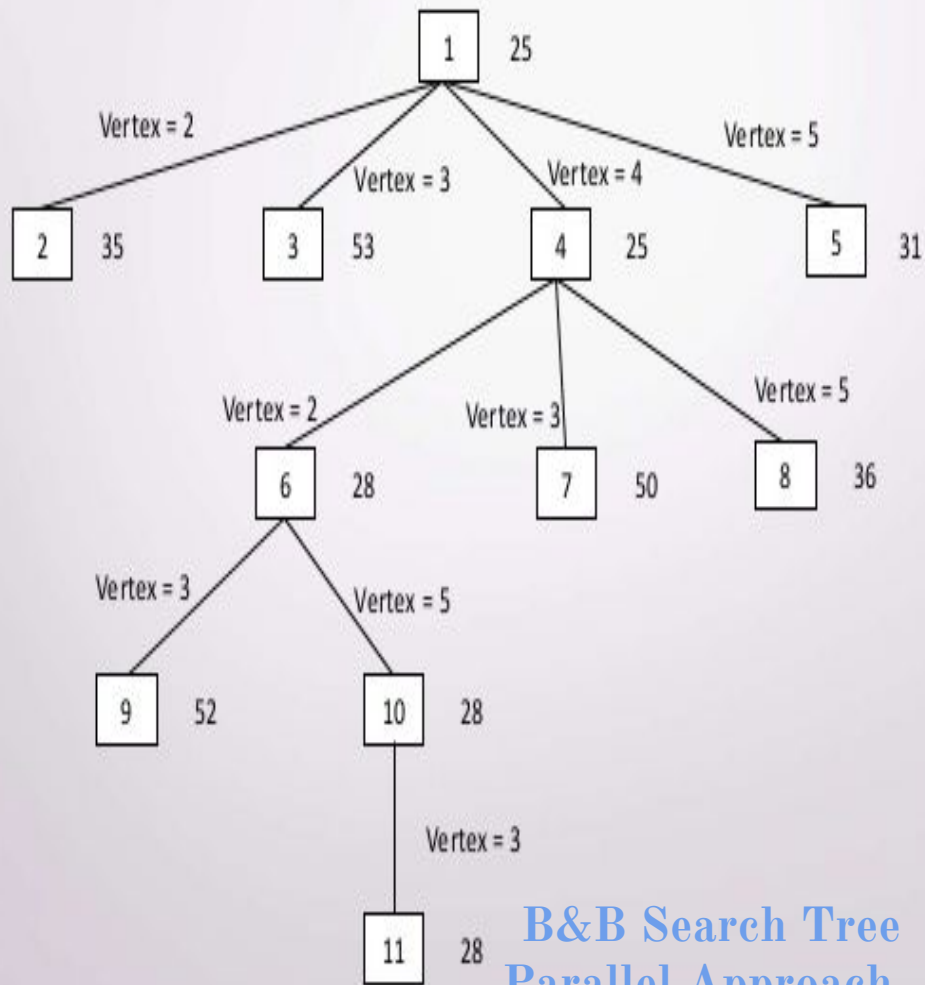 1 25
Vertex = 2
Vertex = 3
Vertex = 4
Vertex = 5
2 35
3 53
4 25
5 31
Vertex = 2
Vertex = 3
Vertex = 5
6 28
7 50
8 36
Vertex = 3
Vertex = 5
9 52
10 28
Vertex = 3
11 28
B&B Search Tree
Parallel Approach